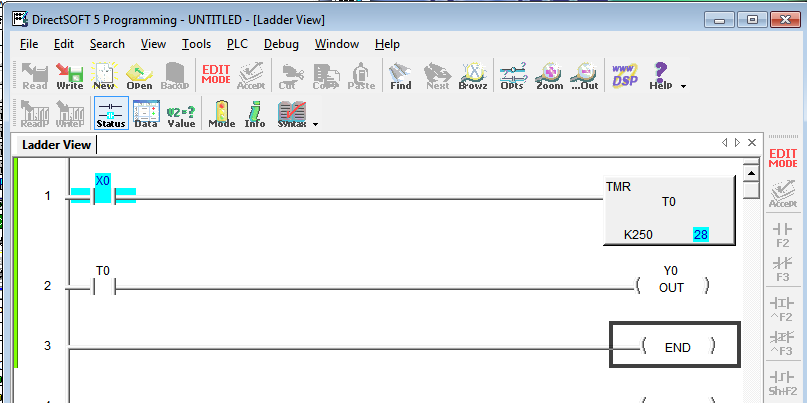 DirectSOFT 5 Programming - UNTITLED - [Ladder View]
File Edit Search View Tools PLC Debug Window Help
Read Write New Open Backup EDIT MODE Accept Cut Copy Paste Find Next Browz Opts Zoom ...Out WWW DSP Help
ReadP WriteP Status Data Value Mode Info Syntax
Ladder View
EDIT
MODE
Accept
F2
F3
^F2
^F3
Sh+F2
X0
1
TMR
T0
K250 28
T0
2
Y0
OUT
3
END